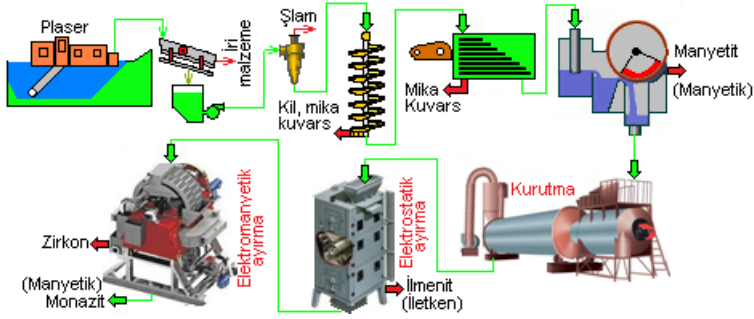 Plaser
İri
malzeme
Şlam
Kil, mika
kuvars
Mika
Kuvars
Manyetit
(Manyetik)
Kurutma
Elektrostatik
ayırma
İlmenit
(İletken)
Elektromanyetik
ayırma
Zirkon
(Manyetik)
Monazit